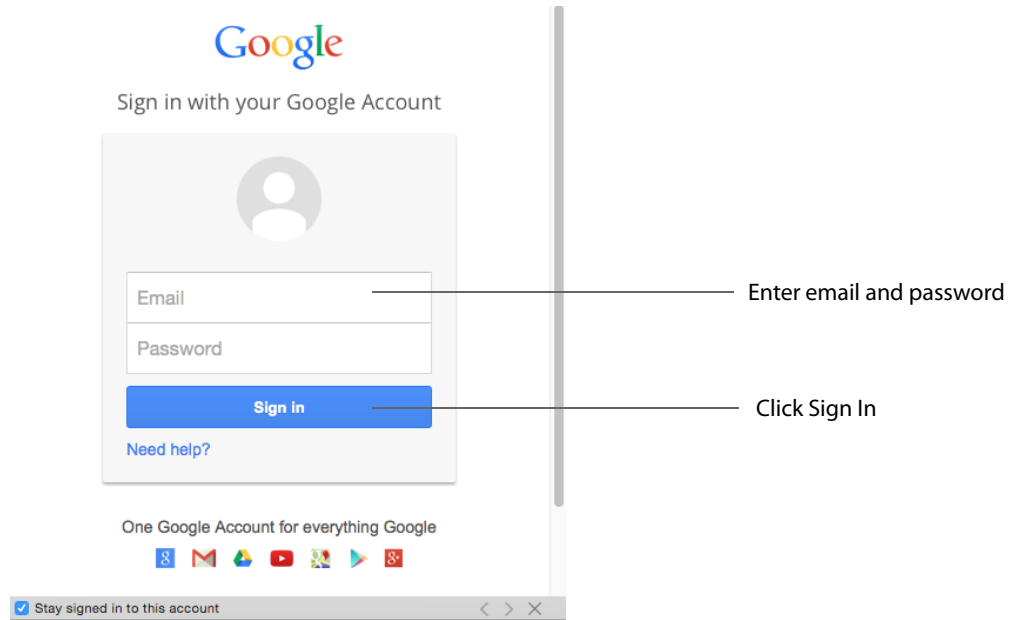 Google
Sign in with your Google Account
Email
Enter email and password
Password
Sign in
Click Sign In
Need help?
One Google Account for everything Google
Stay signed in to this account